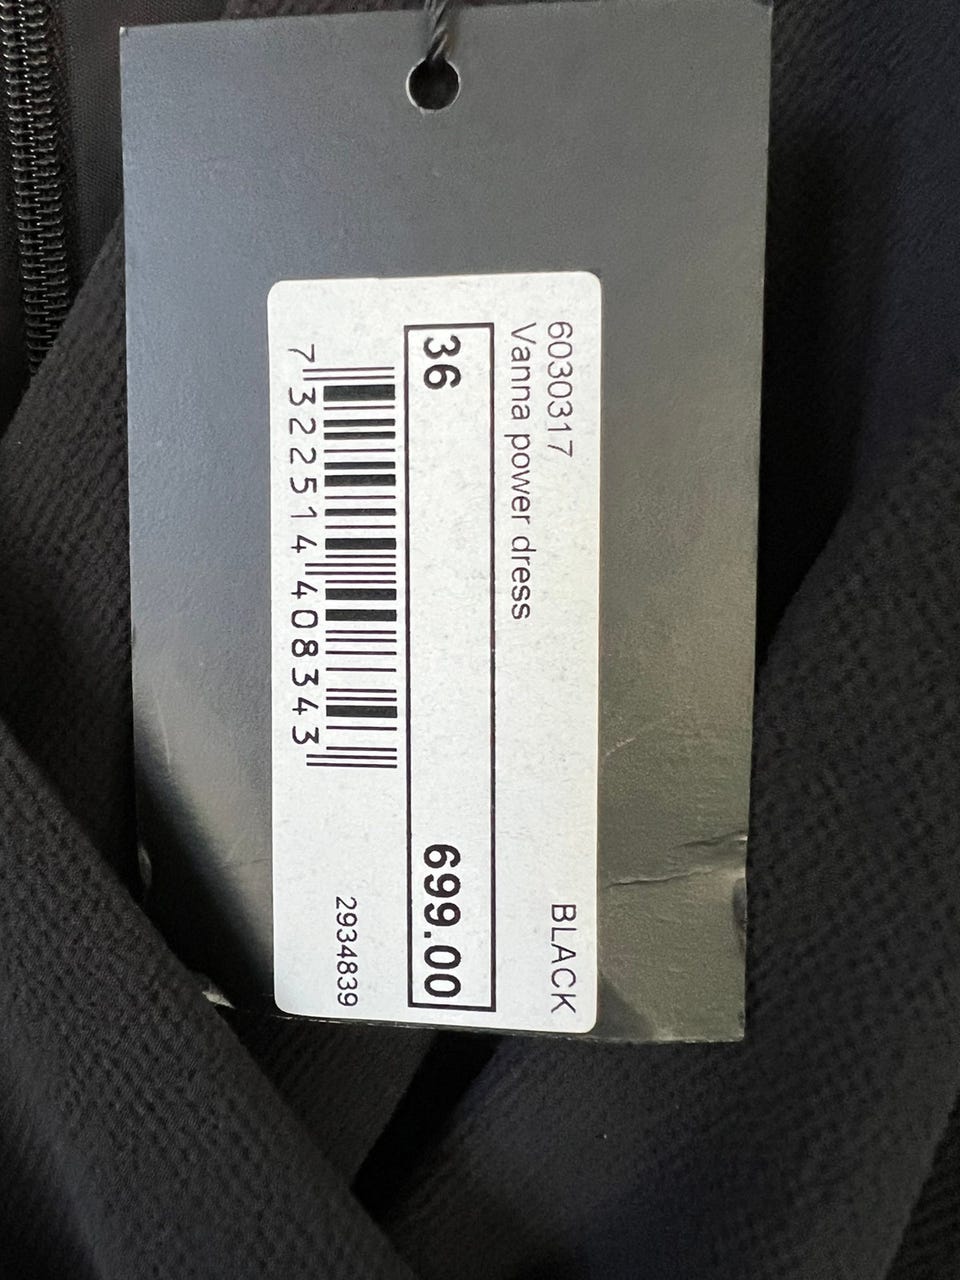 6030317 BLACK
Vanna power dress
36 699.00
7 322514 408343
2934839